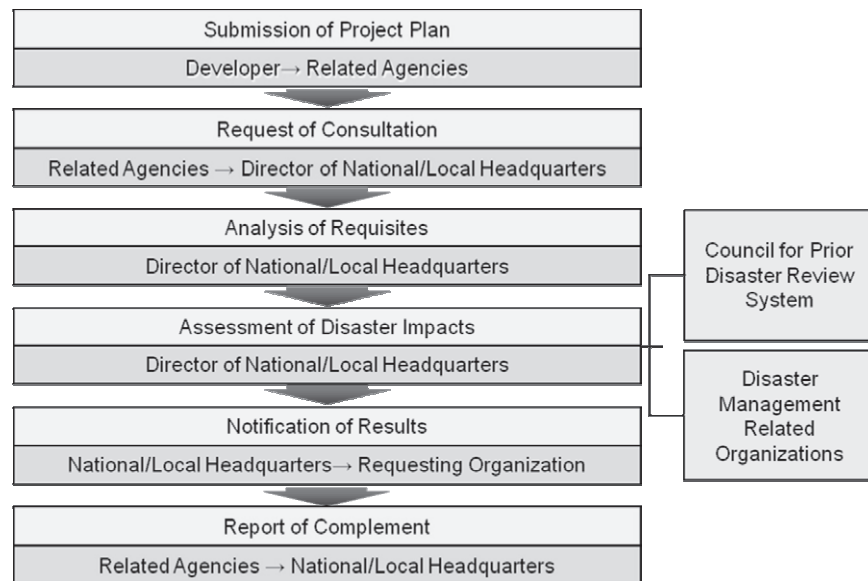 Submission of Project Plan
Developer→ Related Agencies
Request of Consultation
Related Agencies → Director of National/Local Headquarters
Analysis of Requisites
Director of National/Local Headquarters
Assessment of Disaster Impacts
Director of National/Local Headquarters
Notification of Results
National/Local Headquarters→ Requesting Organization
Report of Complement
Related Agencies → National/Local Headquarters
Council for Prior
Disaster Review
System
Disaster
Management
Related
Organizations